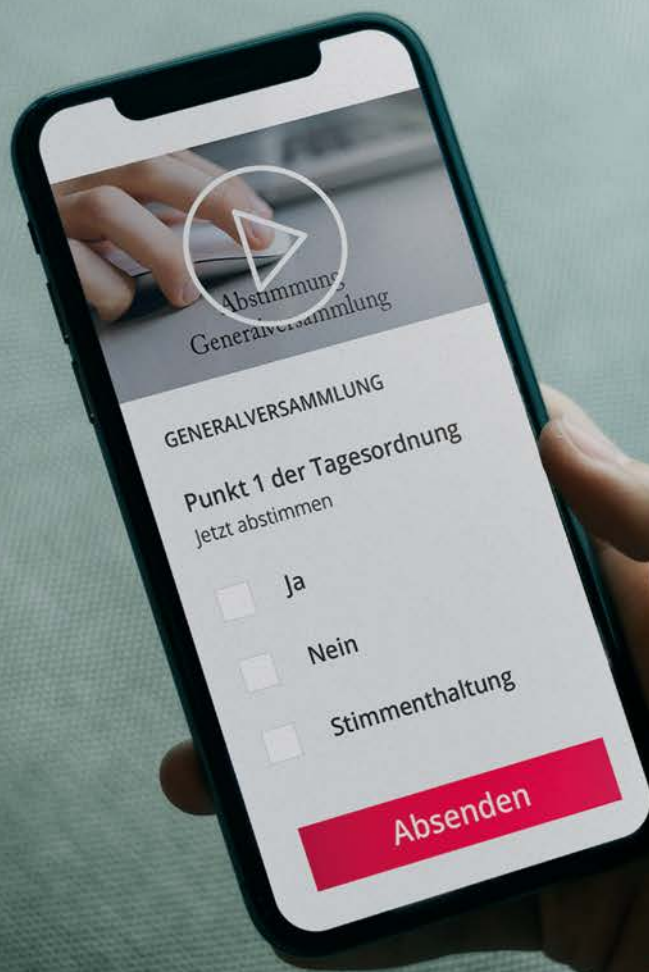 Abstimmung
Generalversammlung
GENERALVERSAMMLUNG
Punkt 1 der Tagesordnung
Jetzt abstimmen
Ja
Nein
Stimmenthaltung
Absenden